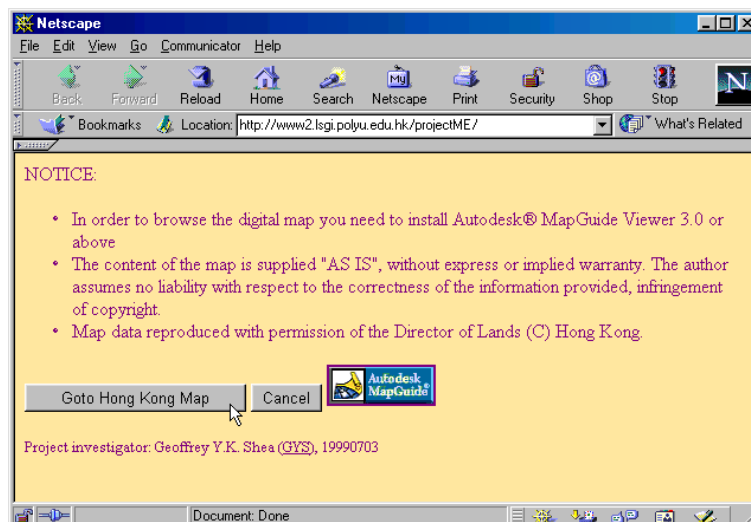 Netscape
File Edit View Go Communicator Help
My
N
Back Forward Reload Home Search Netscape Print Security Shop Stop
Bookmarks Location: http://www2.lsgi.polyu.edu.hk/projectME/ What's Related
NOTICE:
• In order to browse the digital map you need to install Autodesk® MapGuide Viewer 3.0 or
above
• The content of the map is supplied "AS IS", without express or implied warranty. The author
assumes no liability with respect to the correctness of the information provided, infringement
of copyright.
• Map data reproduced with permission of the Director of Lands (C) Hong Kong.
Goto Hong Kong Map Cancel Autodesk
MapGuide®
Project investigator: Geoffrey Y.K. Shea (GYS), 19990703
Document: Done